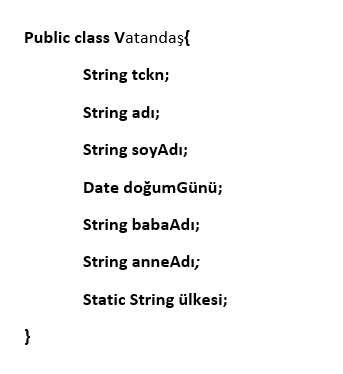 Public class Vatandaş{
String tckn;
String adı;
String soyAdı;
Date doğumGünü;
String babaAdı;
String anneAdı;
Static String ülkesi;
}